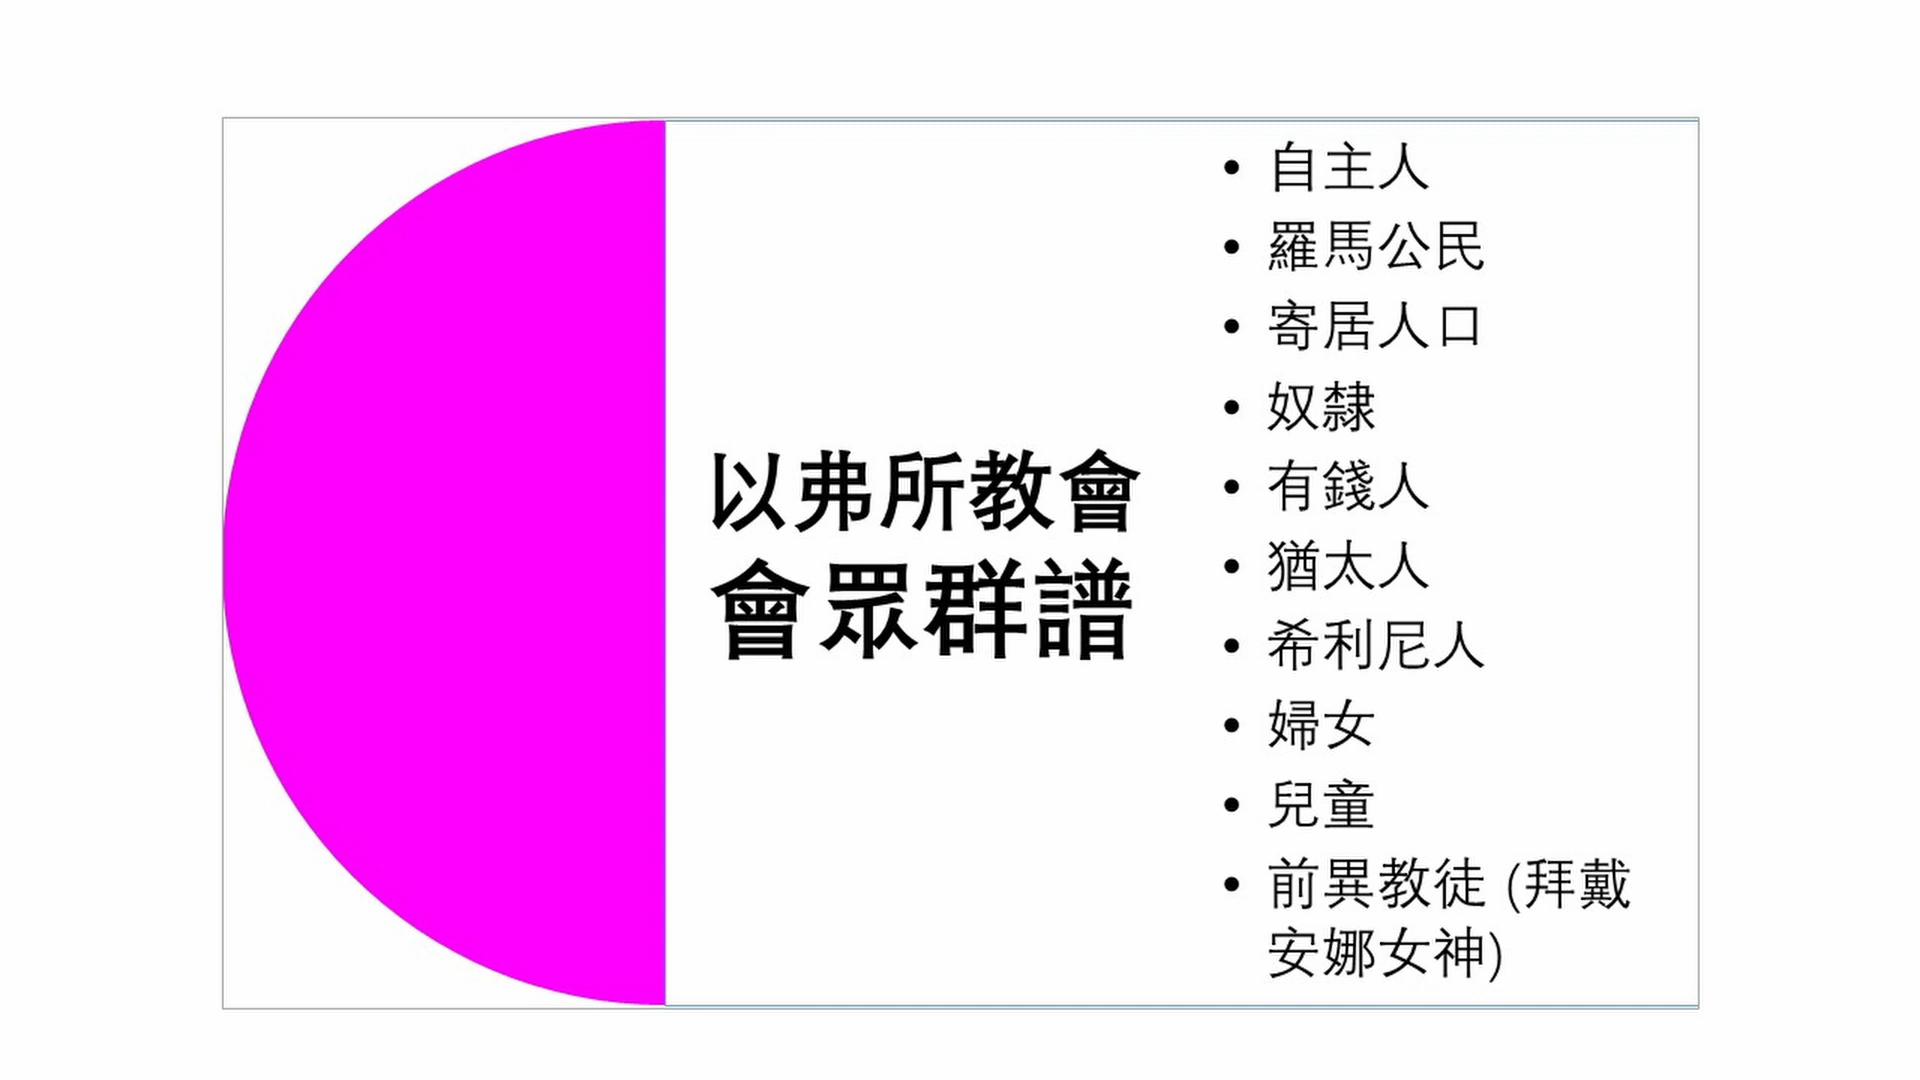 以弗所教會
會眾群譜
• 自主人
• 羅馬公民
• 寄居人口
• 奴隸
• 有錢人
• 猶太人
• 希利尼人
• 婦女
• 兒童
• 前異教徒 (拜戴
安娜女神)